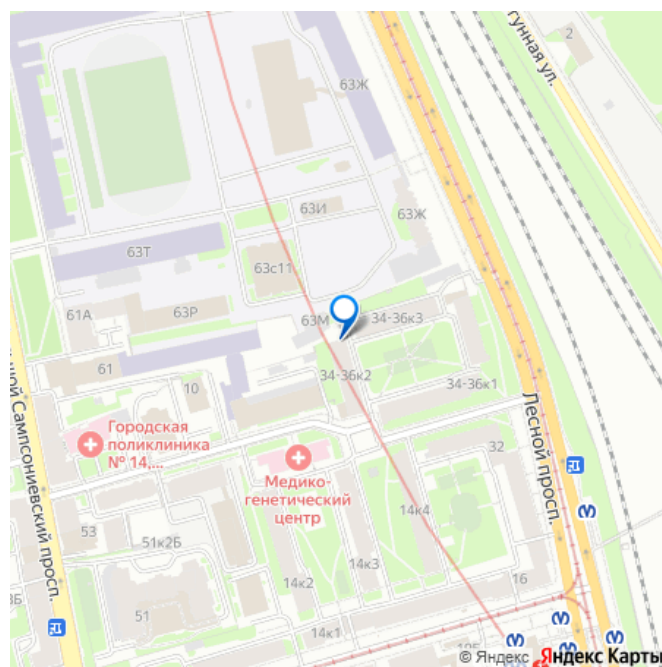 2
гунная ул.
63Ж
63И
63Ж
63Т
63с11
61А
63Р
63М
34-36к3
61
34-36к2
10
34-36к1
шой Сампсониевский просп.
Лесной просп.
Городская
поликлиника
№ 14,...
32
Медико-
генетический
центр
53
51к2Б
14к4
14к3
14к2
16
51
14к1
© Яндекс Яндекс Карты